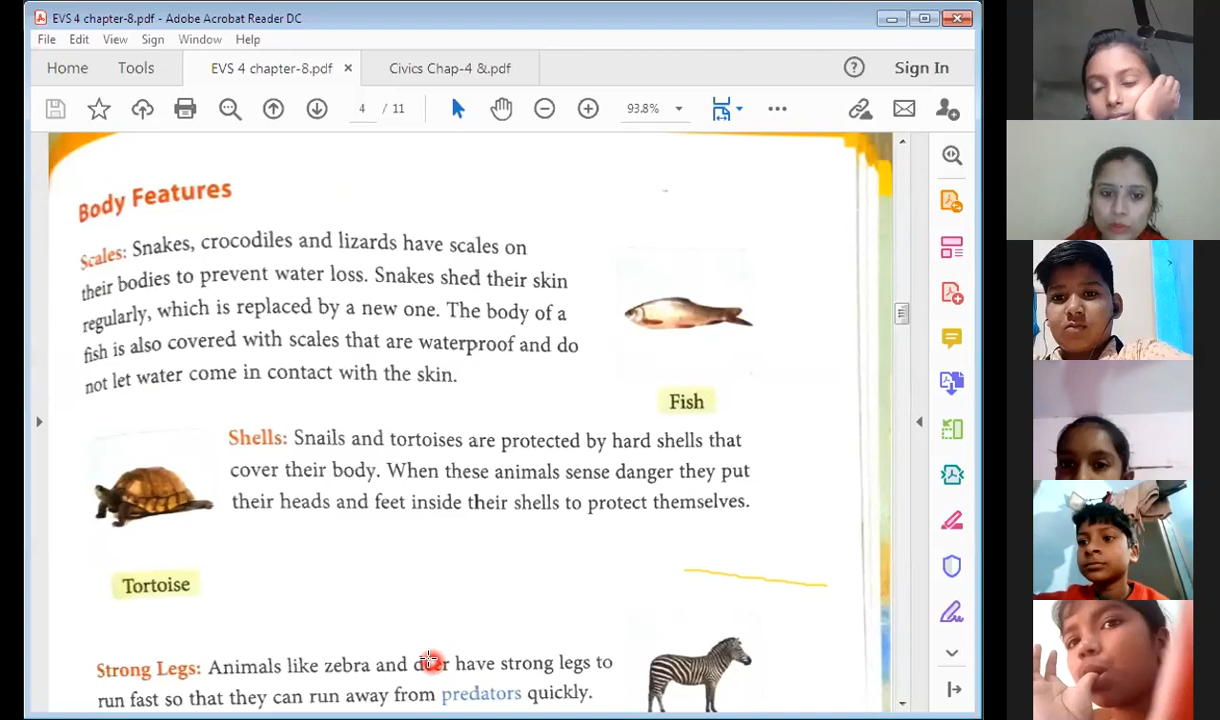 EVS 4 chapter-8.pdf - Adobe Acrobat Reader DC
File Edit View Sign Window Help
Home Tools EVS 4 chapter-8.pdf × Civics Chap-4 &.pdf ? Sign In
4 / 11 93.8%
Body Features
Scales: Snakes, crocodiles and lizards have scales on
their bodies to prevent water loss. Snakes shed their skin
regularly, which is replaced by a new one. The body of a
fish is also covered with scales that are waterproof and do
not let water come in contact with the skin.
Fish
Shells: Snails and tortoises are protected by hard shells that
cover their body. When these animals sense danger they put
their heads and feet inside their shells to protect themselves.
Tortoise
Strong Legs: Animals like zebra and deer have strong legs to
run fast so that they can run away from predators quickly.